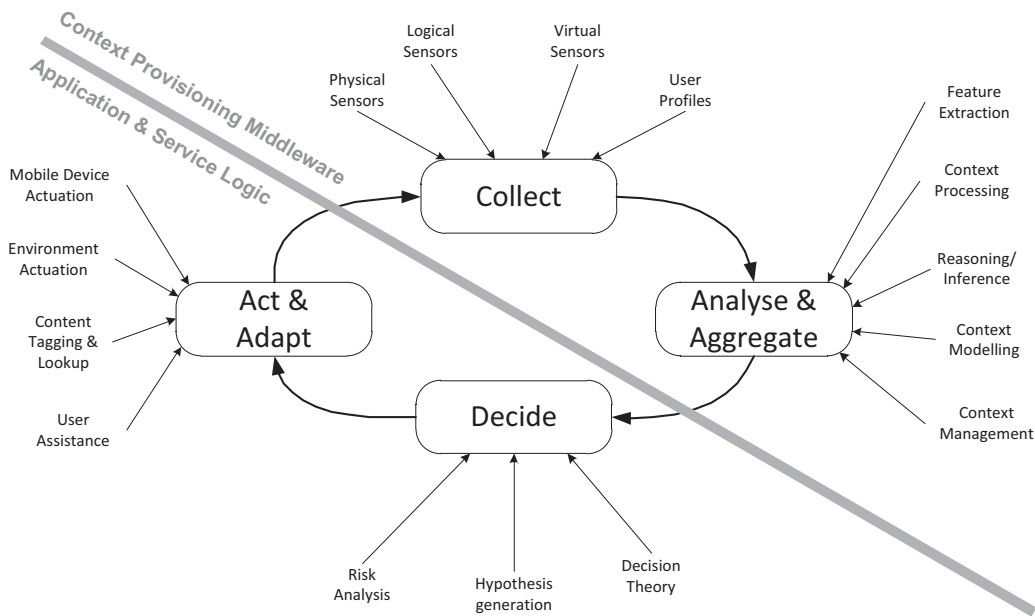 Context Provisioning Middleware
Application & Service Logic
Logical
Sensors
Virtual
Sensors
Physical
Sensors
User
Profiles
Feature
Extraction
Context
Processing
Reasoning/
Inference
Context
Modelling
Context
Management
Mobile Device
Actuation
Environment
Actuation
Content
Tagging &
Lookup
User
Assistance
Collect
Analyse &
Aggregate
Act &
Adapt
Decide
Risk
Analysis
Hypothesis
generation
Decision
Theory